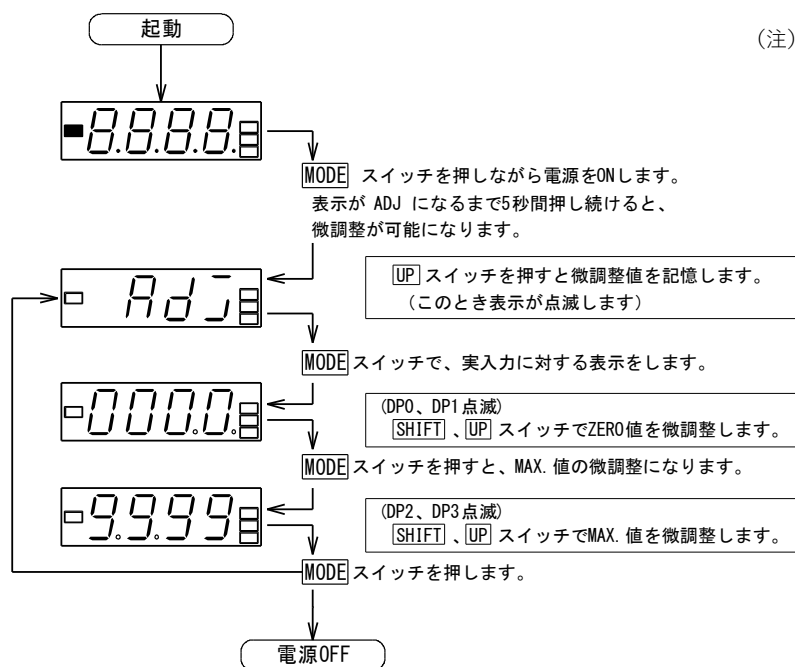 起動
(注)
-8.8.8.8.
MODE スイッチを押しながら電源をONします。
表示が ADJ になるまで5秒間押し続けると、
微調整が可能になります。
UP スイッチを押すと微調整値を記憶します。
(このとき表示が点滅します)
AdJ
MODE スイッチで、実入力に対する表示をします。
(DP0、DP1点滅)
SHIFT 、UP スイッチでZERO値を微調整します。
000.0.
MODE スイッチを押すと、MAX. 値の微調整になります。
(DP2、DP3点滅)
SHIFT 、UP スイッチでMAX. 値を微調整します。
9.9.99
MODE スイッチを押します。
電源OFF